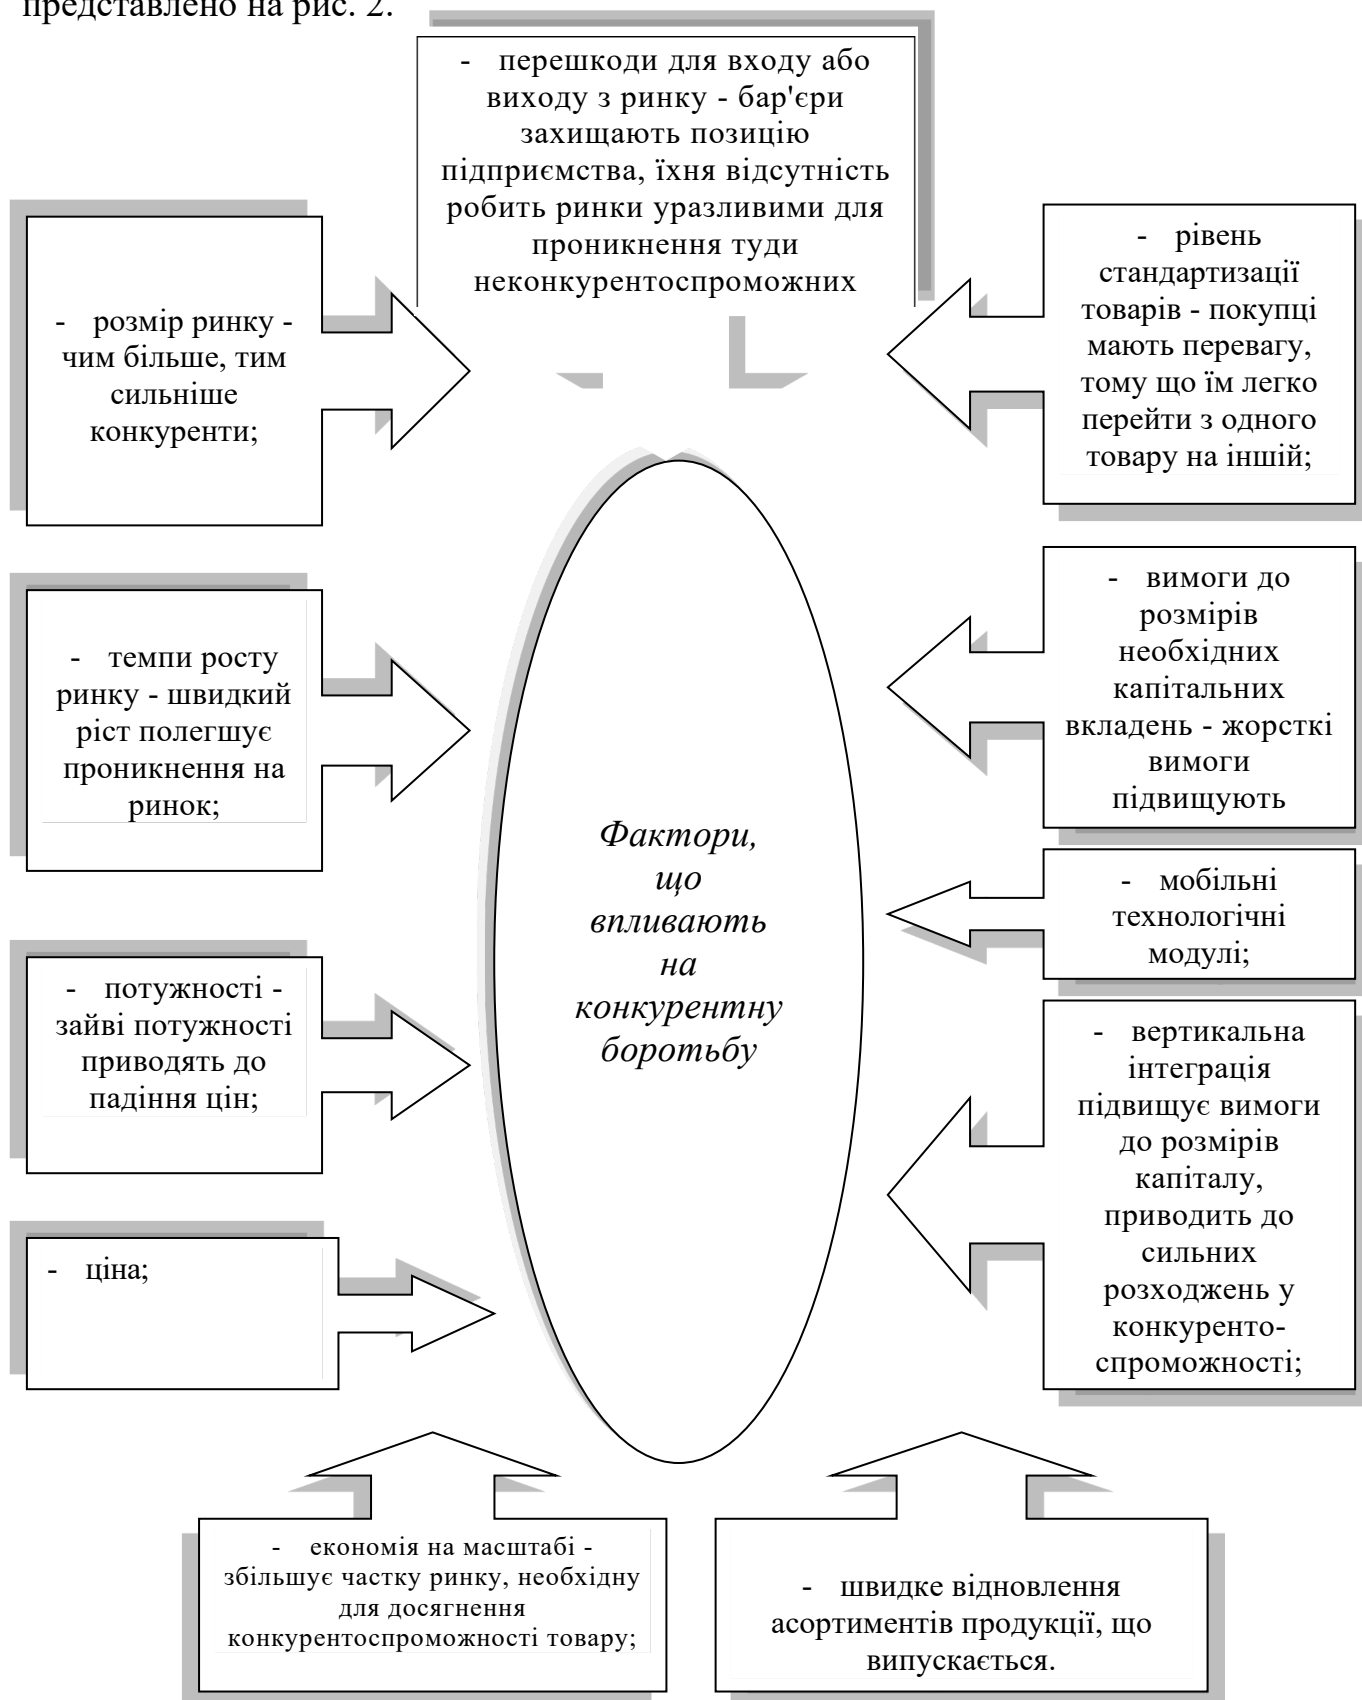 представлено на рис. 2.
- перешкоди для входу або
виходу з ринку - бар'єри
захищають позицію
підприємства, їхня відсутність
робить ринки уразливими для
проникнення туди
неконкурентоспроможних
- розмір ринку -
чим більше, тим
сильніше
конкуренти;
- рівень
стандартизації
товарів - покупці
мають перевагу,
тому що їм легко
перейти з одного
товару на іншій;
- темпи росту
ринку - швидкий
ріст полегшує
проникнення на
ринок;
- вимоги до
розмірів
необхідних
капітальних
вкладень - жорсткі
вимоги
підвищують
Фактори,
що
впливають
на
конкурентну
боротьбу
- мобільні
технологічні
модулі;
- потужності -
зайві потужності
приводять до
падіння цін;
- вертикальна
інтеграція
підвищує вимоги
до розмірів
капіталу,
приводить до
сильних
розходжень у
конкуренто-
спроможності;
- ціна;
- економія на масштабі -
збільшує частку ринку, необхідну
для досягнення
конкурентоспроможності товару;
- швидке відновлення
асортиментів продукції, що
випускається.